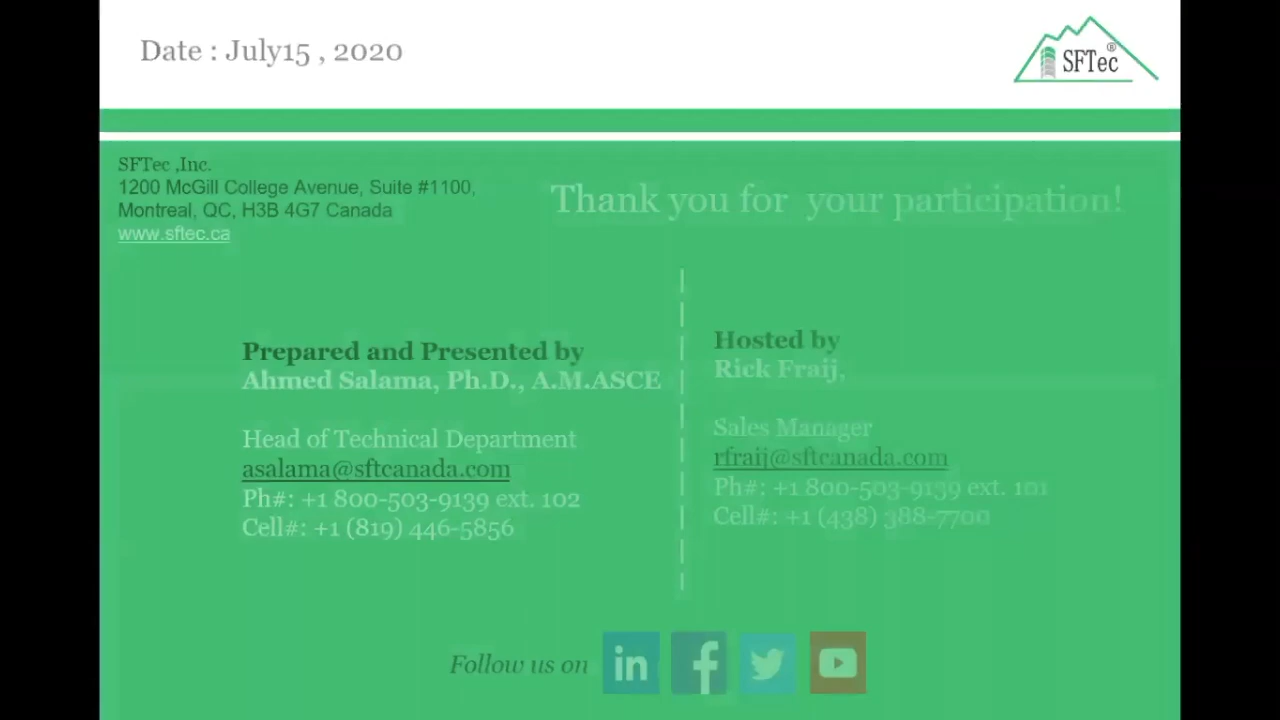 Date : July15 , 2020
SFTec ®
SFTec ,Inc.
1200 McGill College Avenue, Suite #1100,
Montreal, QC, H3B 4G7 Canada
www.sftec.ca
Thank you for your participation!
Prepared and Presented by
Ahmed Salama, Ph.D., A.M.ASCE
Head of Technical Department
asalama@sftcanada.com
Ph#: +1 800-503-9139 ext. 102
Cell#: +1 (819) 446-5856
Hosted by
Rick Fraij,
Sales Manager
rfraij@sftcanada.com
Ph#: +1 800-503-9139 ext. 101
Cell#: +1 (438) 388-7700
Follow us on